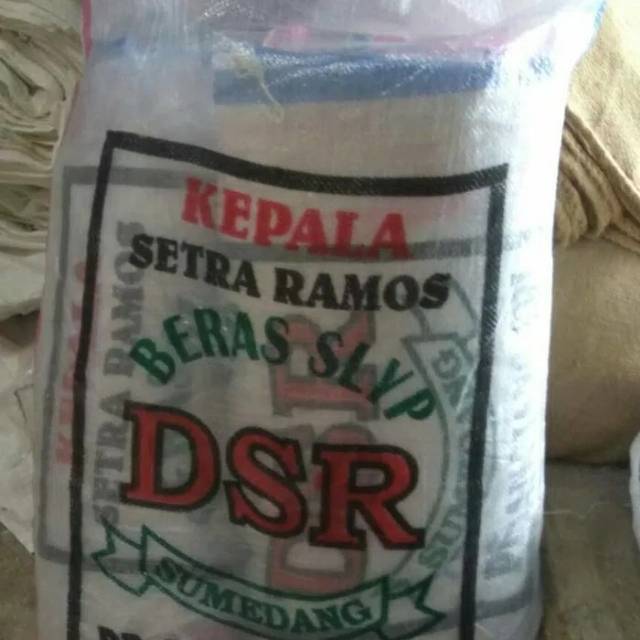 KEPALA
SETRA RAMOS
BERAS SLYP
DSR
SUMEDANG